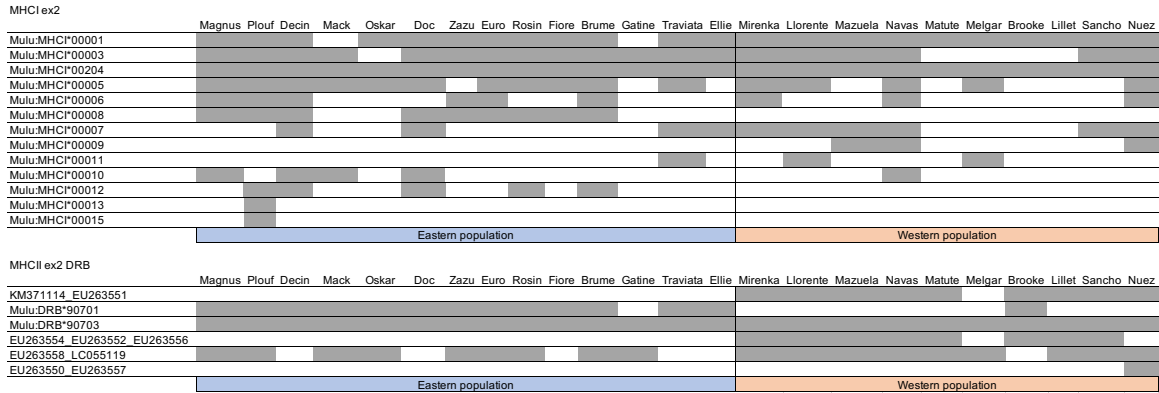 MHCI ex2
Magnus Plouf Decin Mack Oskar Doc Zazu Euro Rosin Fiore Brume Gatine Traviata Ellie Mirenka Llorente Mazuela Navas Matute Melgar Brooke Lillet Sancho Nuez
Mulu:MHCI*00001
Mulu:MHCI*00003
Mulu:MHCI*00204
Mulu:MHCI*00005
Mulu:MHCI*00006
Mulu:MHCI*00008
Mulu:MHCI*00007
Mulu:MHCI*00009
Mulu:MHCI*00011
Mulu:MHCI*00010
Mulu:MHCI*00012
Mulu:MHCI*00013
Mulu:MHCI*00015
Eastern population Western population
MHCII ex2 DRB
Magnus Plouf Decin Mack Oskar Doc Zazu Euro Rosin Fiore Brume Gatine Traviata Ellie Mirenka Llorente Mazuela Navas Matute Melgar Brooke Lillet Sancho Nuez
KM371114_EU263551
Mulu:DRB*90701
Mulu:DRB*90703
EU263554_EU263552_EU263556
EU263558_LC055119
EU263550_EU263557
Eastern population Western population